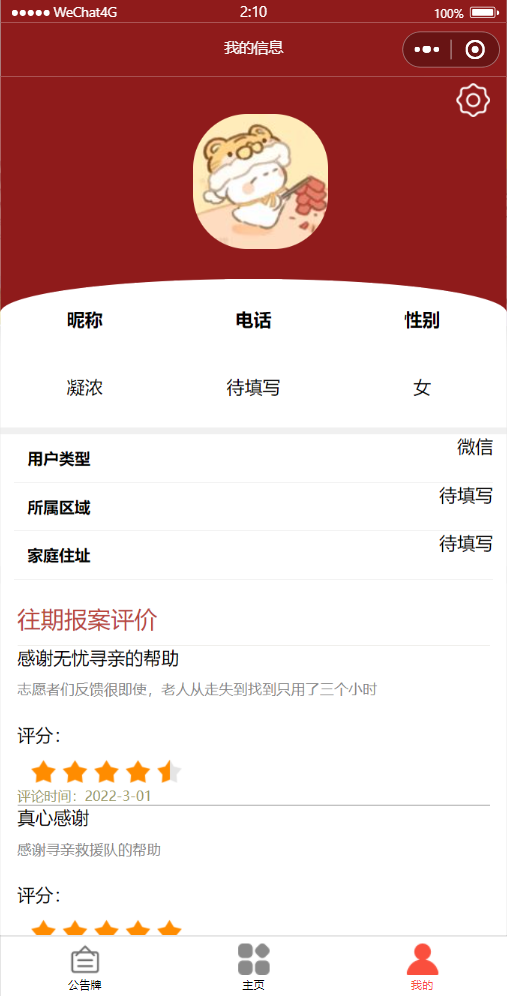 WeChat4G 2:10 100%
我的信息
昵称 电话 性别
凝浓 待填写 女
用户类型 微信
所属区域 待填写
家庭住址 待填写
往期报案评价
感谢无忧寻亲的帮助
志愿者们反馈很即使，老人从走失到找到只用了三个小时
评分：
评论时间：2022-3-01
真心感谢
感谢寻亲救援队的帮助
评分：
公告牌 主页 我的